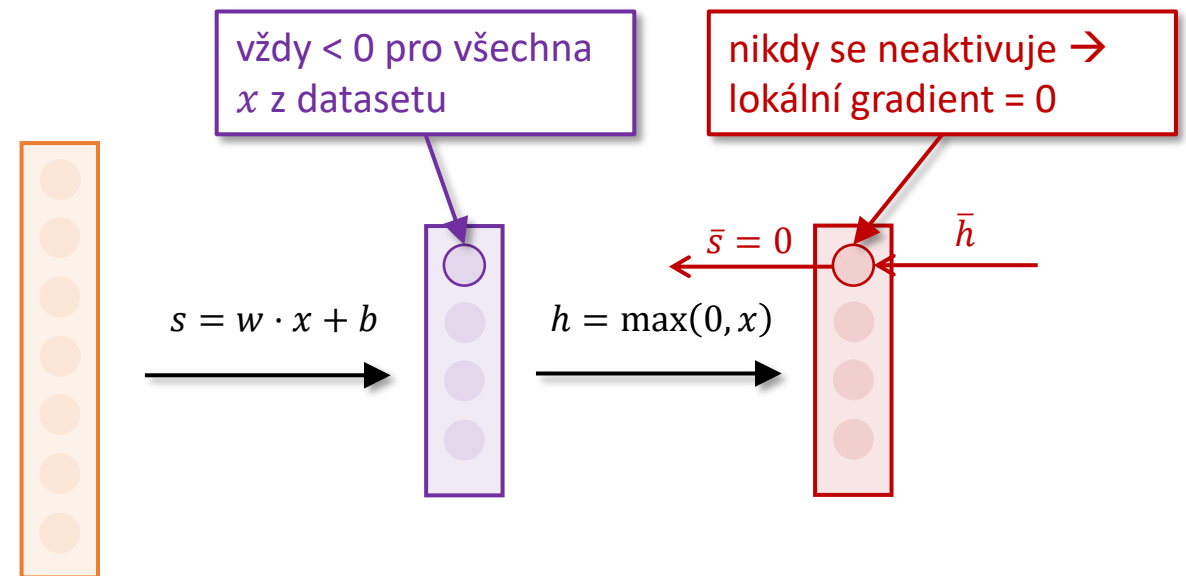 vždy < 0 pro všechna
x z datasetu
nikdy se neaktivuje →
lokální gradient = 0
s̄ = 0
h̄
s = w · x + b
h = max(0, x)